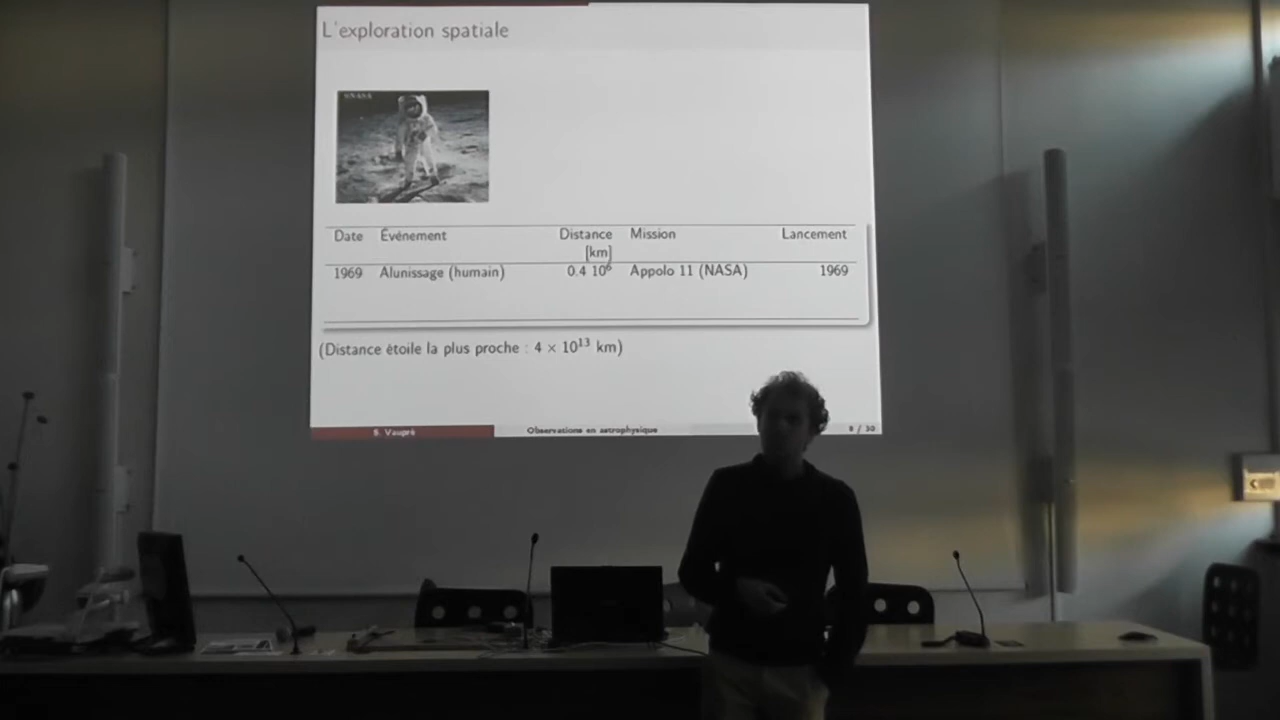 L'exploration spatiale
©NASA
Date Événement Distance [km] Mission Lancement
1969 Alunissage (humain) 0.4 10⁶ Appolo 11 (NASA) 1969
(Distance étoile la plus proche : 4 × 10¹³ km)
S. Vaupré Observations en astrophysique 8 / 30